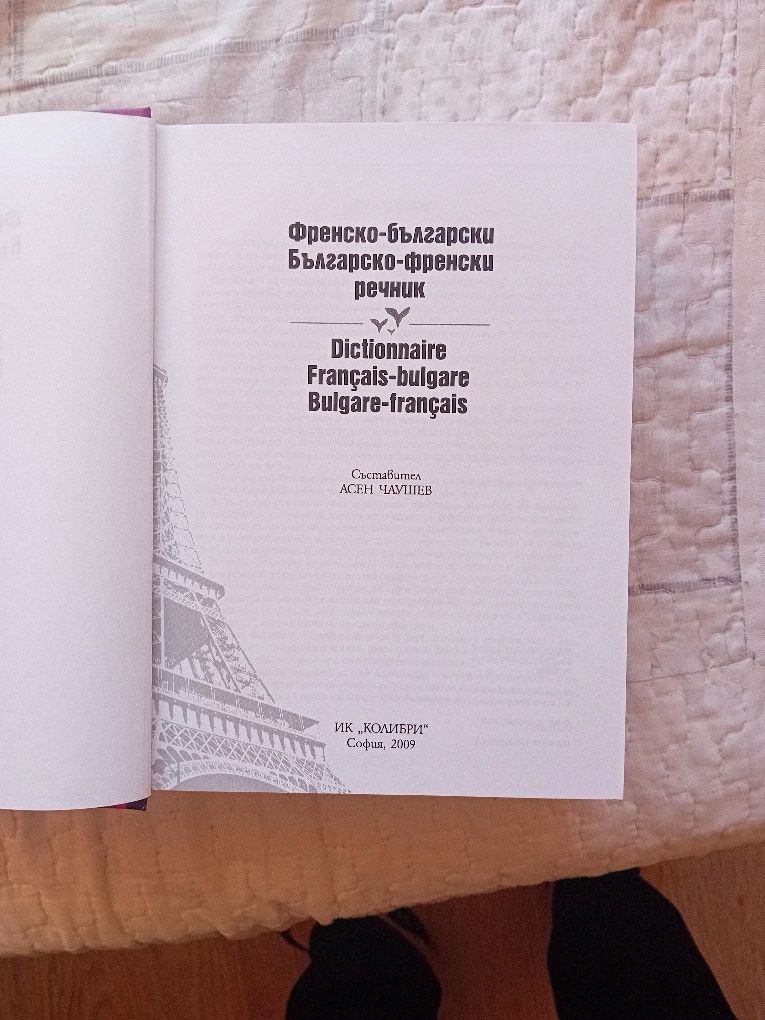 Френско-български
Българско-френски
речник
Dictionnaire
Français-bulgare
Bulgare-français
Съставител
АСЕН ЧАУШЕВ
ИК „КОЛИБРИ“
София, 2009